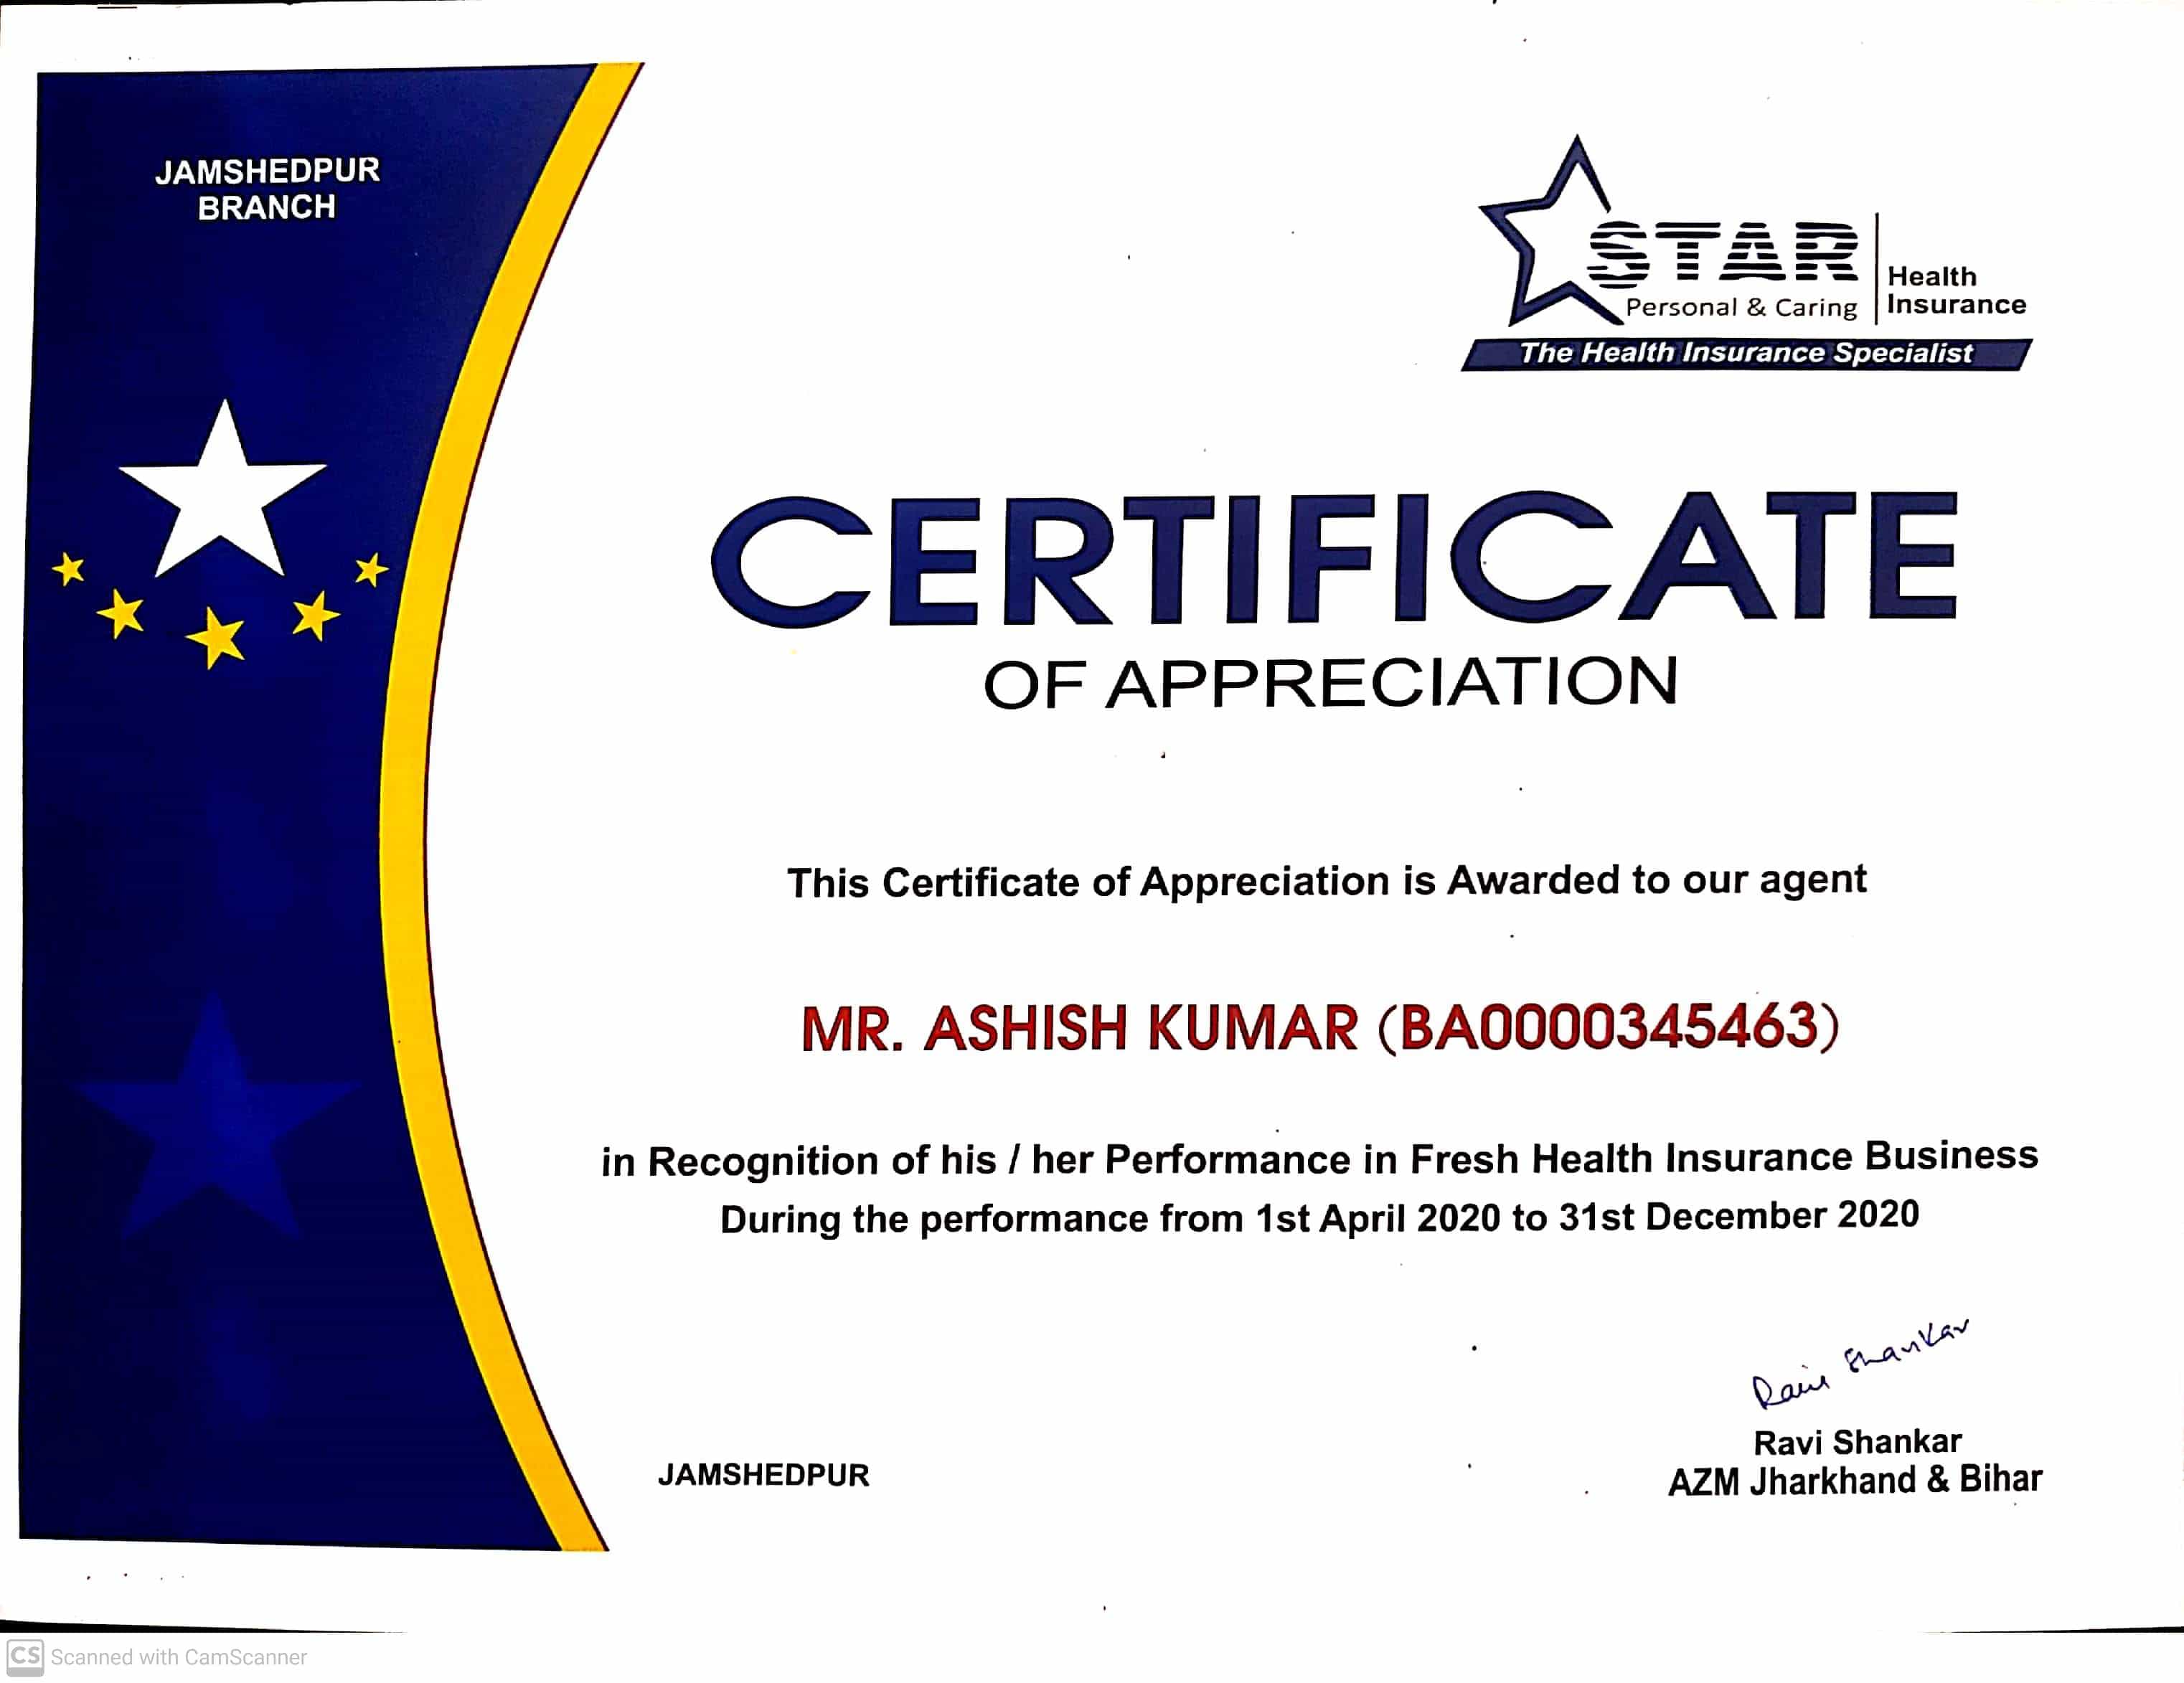 JAMSHEDPUR
BRANCH
STAR
Personal & Caring
Health
Insurance
The Health Insurance Specialist
CERTIFICATE
OF APPRECIATION
This Certificate of Appreciation is Awarded to our agent
MR. ASHISH KUMAR (BA0000345463)
in Recognition of his / her Performance in Fresh Health Insurance Business
During the performance from 1st April 2020 to 31st December 2020
Ravi Shankar
Ravi Shankar
AZM Jharkhand & Bihar
JAMSHEDPUR
CS Scanned with CamScanner